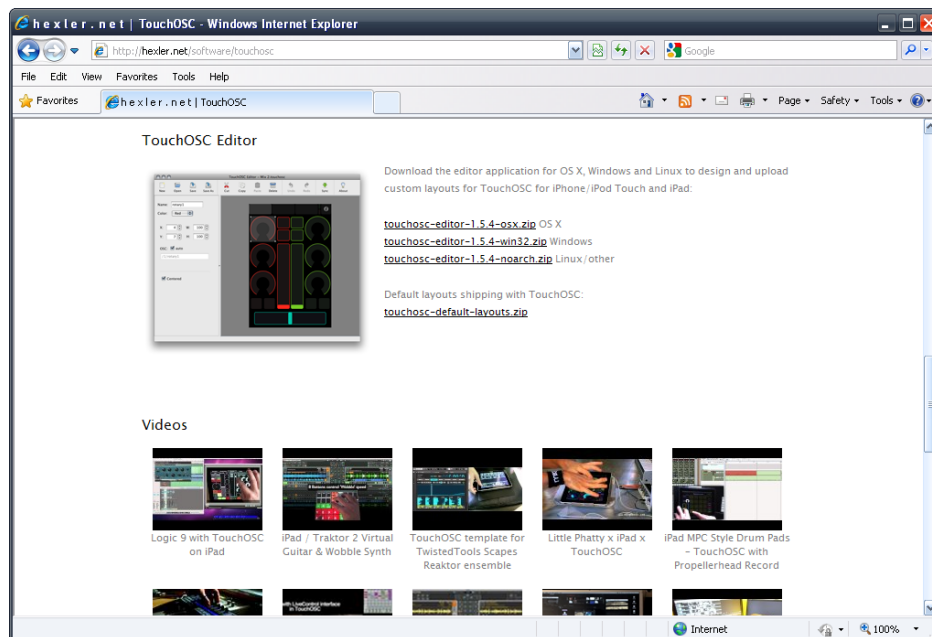 h e x l e r . n e t | TouchOSC - Windows Internet Explorer
http://hexler.net/software/touchosc
Google
File Edit View Favorites Tools Help
Favorites
h e x l e r . n e t | TouchOSC
Page Safety Tools
TouchOSC Editor
Download the editor application for OS X, Windows and Linux to design and upload
custom layouts for TouchOSC for iPhone/iPod Touch and iPad:
touchosc-editor-1.5.4-osx.zip OS X
touchosc-editor-1.5.4-win32.zip Windows
touchosc-editor-1.5.4-noarch.zip Linux/other
Default layouts shipping with TouchOSC:
touchosc-default-layouts.zip
Videos
Logic 9 with TouchOSC
on iPad
iPad / Traktor 2 Virtual
Guitar & Wobble Synth
TouchOSC template for
TwistedTools Scapes
Reaktor ensemble
Little Phatty x iPad x
TouchOSC
iPad MPC Style Drum Pads
- TouchOSC with
Propellerhead Record
Internet
100%